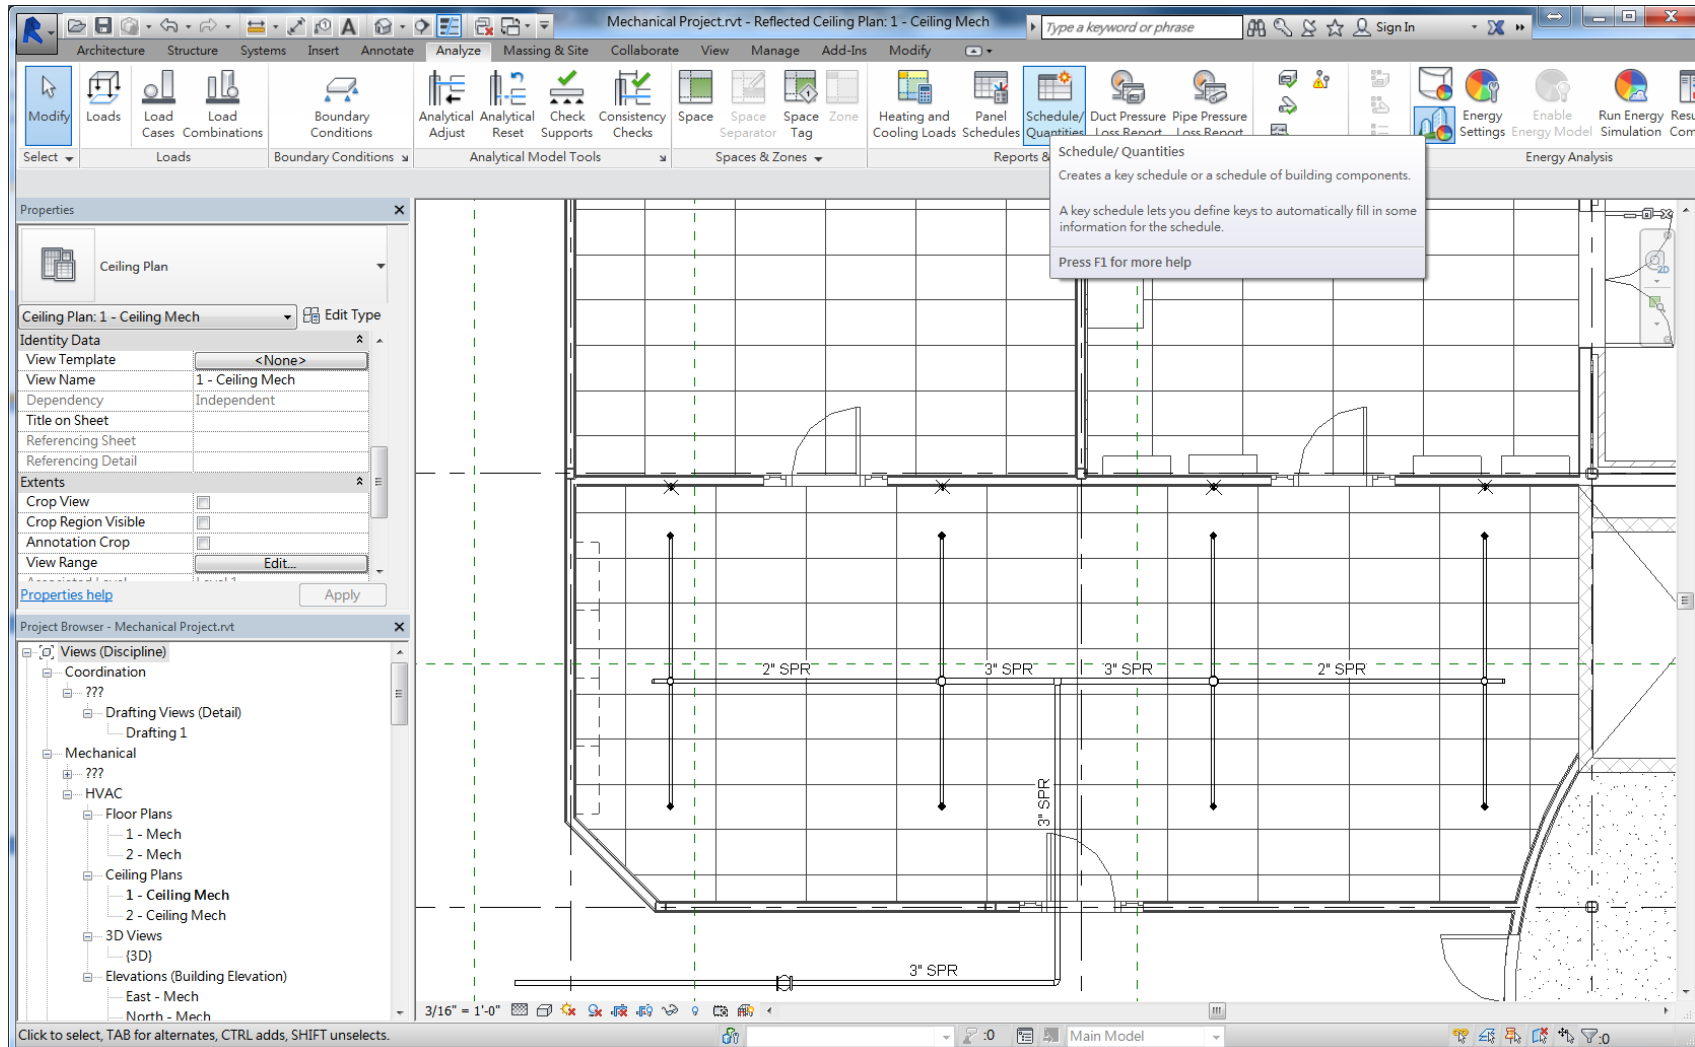 Mechanical Project.rvt - Reflected Ceiling Plan: 1 - Ceiling Mech
Type a keyword or phrase
Sign In
Architecture Structure Systems Insert Annotate Analyze Massing & Site Collaborate View Manage Add-Ins Modify
Modify
Loads
Load Cases
Load Combinations
Boundary Conditions
Analytical Adjust
Analytical Reset
Check Supports
Consistency Checks
Space
Space Separator
Space Tag
Zone
Heating and Cooling Loads
Panel Schedules
Schedule/ Quantities
Duct Pressure Loss Report
Pipe Pressure Loss Report
Energy Settings
Enable Energy Model
Run Energy Simulation
Select
Loads
Boundary Conditions
Analytical Model Tools
Spaces & Zones
Reports &
Energy Analysis
Schedule/ Quantities
Creates a key schedule or a schedule of building components.
A key schedule lets you define keys to automatically fill in some
information for the schedule.
Press F1 for more help
Properties
Ceiling Plan
Ceiling Plan: 1 - Ceiling Mech
Edit Type
Identity Data
View Template <None>
View Name 1 - Ceiling Mech
Dependency Independent
Title on Sheet
Referencing Sheet
Referencing Detail
Extents
Crop View
Crop Region Visible
Annotation Crop
View Range Edit...
Properties help
Apply
Project Browser - Mechanical Project.rvt
Views (Discipline)
Coordination
???
Drafting Views (Detail)
Drafting 1
Mechanical
???
HVAC
Floor Plans
1 - Mech
2 - Mech
Ceiling Plans
1 - Ceiling Mech
2 - Ceiling Mech
3D Views
{3D}
Elevations (Building Elevation)
East - Mech
North - Mech
2D
2" SPR
3" SPR
3" SPR
2" SPR
3" SPR
3" SPR
3/16" = 1'-0"
Click to select, TAB for alternates, CTRL adds, SHIFT unselects.
:0
Main Model
:0